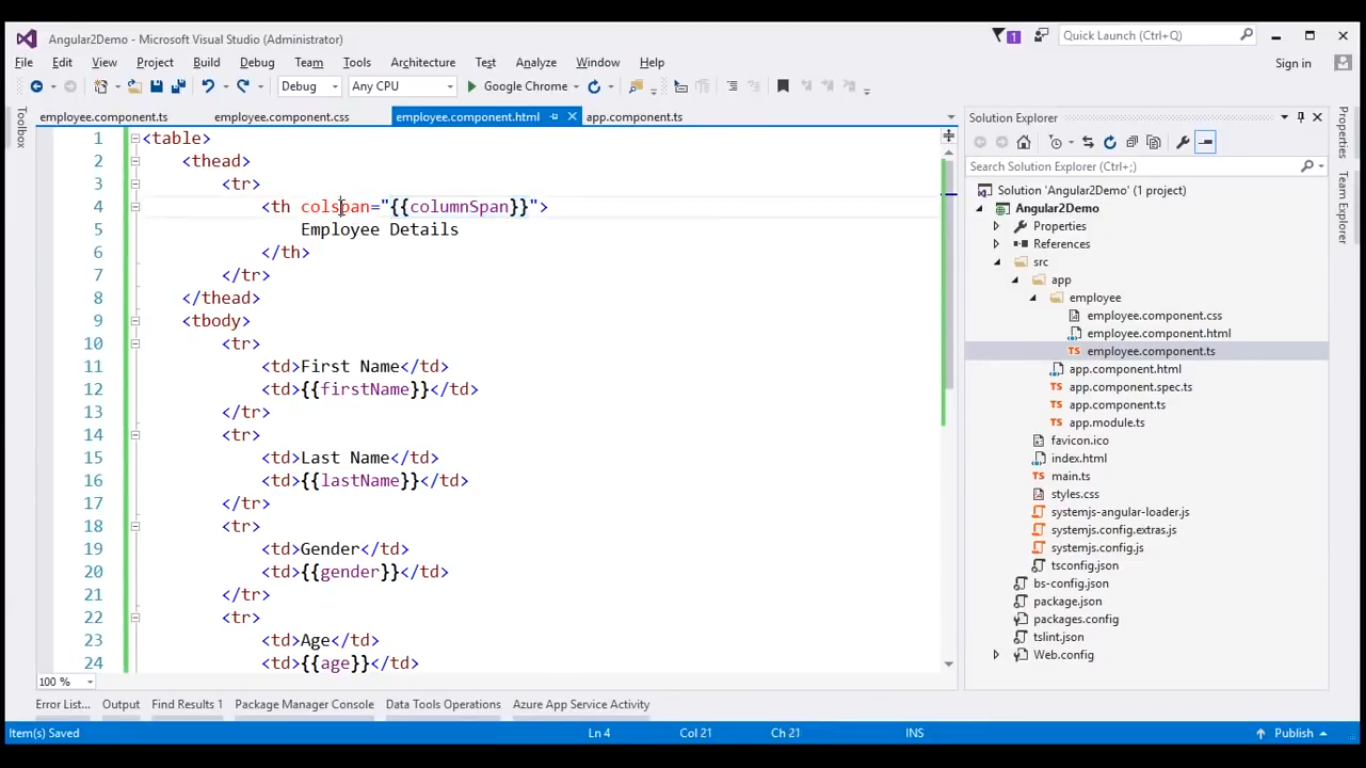 Angular2Demo - Microsoft Visual Studio (Administrator)
1
Quick Launch (Ctrl+Q)
File Edit View Project Build Debug Team Tools Architecture Test Analyze Window Help
Sign in
Debug Any CPU Google Chrome
Toolbox
employee.component.ts employee.component.css employee.component.html app.component.ts
1 <table>
2 <thead>
3 <tr>
4 <th colspan="{{columnSpan}}">
5 Employee Details
6 </th>
7 </tr>
8 </thead>
9 <tbody>
10 <tr>
11 <td>First Name</td>
12 <td>{{firstName}}</td>
13 </tr>
14 <tr>
15 <td>Last Name</td>
16 <td>{{lastName}}</td>
17 </tr>
18 <tr>
19 <td>Gender</td>
20 <td>{{gender}}</td>
21 </tr>
22 <tr>
23 <td>Age</td>
24 <td>{{age}}</td>
100 %
Solution Explorer
Search Solution Explorer (Ctrl+;)
Solution 'Angular2Demo' (1 project)
Angular2Demo
Properties
References
src
app
employee
employee.component.css
employee.component.html
employee.component.ts
app.component.html
app.component.spec.ts
app.component.ts
app.module.ts
favicon.ico
index.html
main.ts
styles.css
systemjs-angular-loader.js
systemjs.config.extras.js
systemjs.config.js
tsconfig.json
bs-config.json
package.json
packages.config
tslint.json
Web.config
Properties
Team Explorer
Error List... Output Find Results 1 Package Manager Console Data Tools Operations Azure App Service Activity
Item(s) Saved Ln 4 Col 21 Ch 21 INS Publish